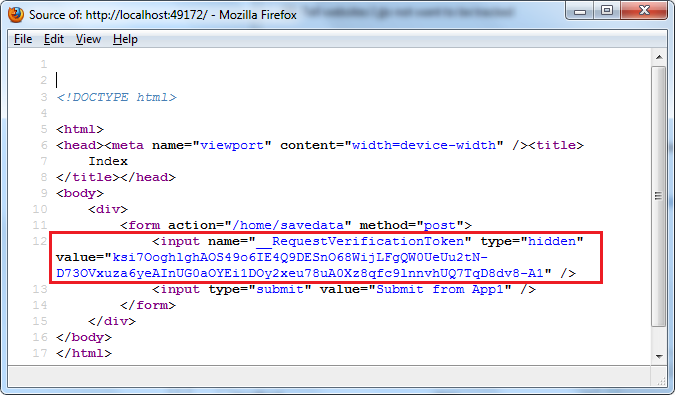 Source of: http://localhost:49172/ - Mozilla Firefox
File Edit View Help
1
2
3 <!DOCTYPE html>
4
5 <html>
6 <head><meta name="viewport" content="width=device-width" /><title>
7 Index
8 </title></head>
9 <body>
10 <div>
11 <form action="/home/savedata" method="post">
12 <input name="__RequestVerificationToken" type="hidden"
value="ksi7OoghlghAOS49o6IE4Q9DESnO68WijLFgQW0UeUu2tN-
D73OVxuza6yeAInUG0aOYEi1DOy2xeu78uA0Xz8qfc9lnnvhUQ7TqD8dv8-A1" />
13 <input type="submit" value="Submit from App1" />
14 </form>
15 </div>
16 </body>
17 </html>